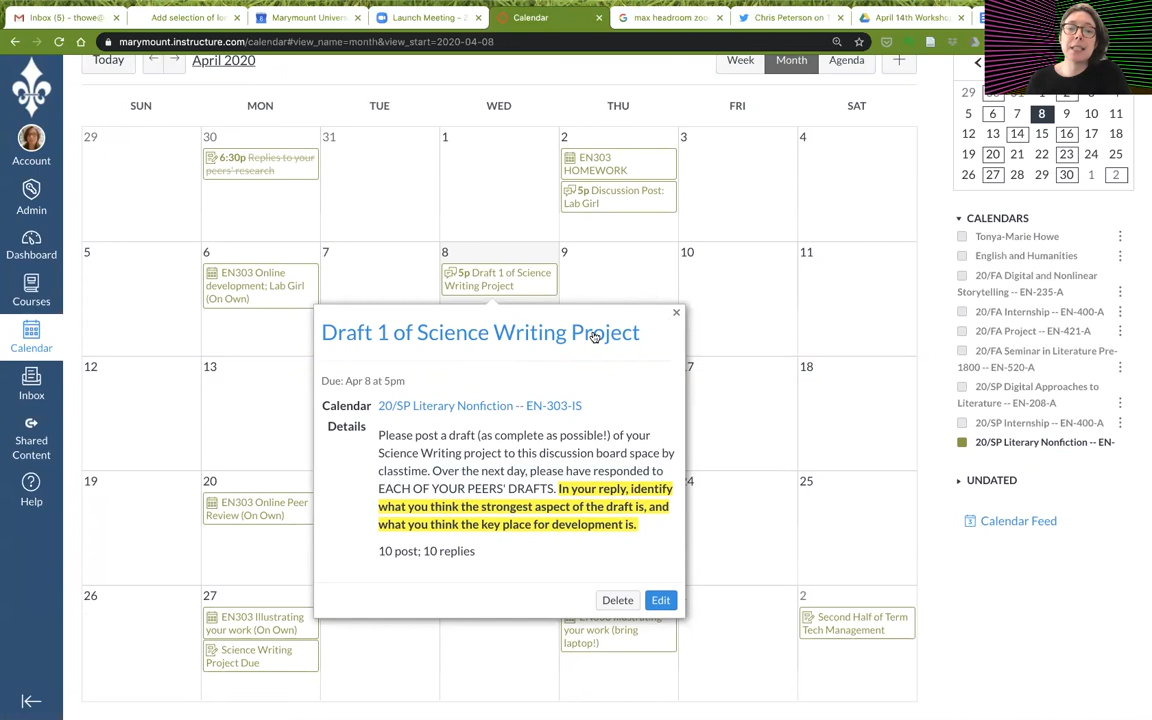 Inbox (5) - thowe@
Add selection of
Marymount Univers
Launch Meeting - Z
Calendar
max headroom zoo
Chris Peterson on T
April 14th Worksho
marymount.instructure.com/calendar#view_name=month&view_start=2020-04-08
Today
April 2020
Week
Month
Agenda
SUN
MON
TUE
WED
THU
FRI
SAT
29
30
31
1
2
3
4
6:30p Replies to your
peers' research
EN303
HOMEWORK
5p Discussion Post:
Lab Girl
5
6
7
8
9
10
11
EN303 Online
development; Lab Girl
(On Own)
5p Draft 1 of Science
Writing Project
Draft 1 of Science Writing Project
Due: Apr 8 at 5pm
Calendar 20/SP Literary Nonfiction -- EN-303-IS
Details
Please post a draft (as complete as possible!) of your
Science Writing project to this discussion board space by
classtime. Over the next day, please have responded to
EACH OF YOUR PEERS' DRAFTS. In your reply, identify
what you think the strongest aspect of the draft is, and
what you think the key place for development is.
10 post; 10 replies
Delete
Edit
12
13
17
18
19
20
24
25
EN303 Online Peer
Review (On Own)
26
27
2
EN303 Illustrating
your work (On Own)
Science Writing
Project Due
EN303 Illustrating
your work (bring
laptop!)
Second Half of Term
Tech Management
Account
Admin
Dashboard
Courses
Calendar
Inbox
Shared
Content
Help
29 30 31 1 2 3 4
5 6 7 8 9 10 11
12 13 14 15 16 17 18
19 20 21 22 23 24 25
26 27 28 29 30 1 2
CALENDARS
Tonya-Marie Howe
English and Humanities
20/FA Digital and Nonlinear
Storytelling -- EN-235-A
20/FA Internship -- EN-400-A
20/FA Project -- EN-421-A
20/FA Seminar in Literature Pre-
1800 -- EN-520-A
20/SP Digital Approaches to
Literature -- EN-208-A
20/SP Internship -- EN-400-A
20/SP Literary Nonfiction -- EN-
UNDATED
Calendar Feed